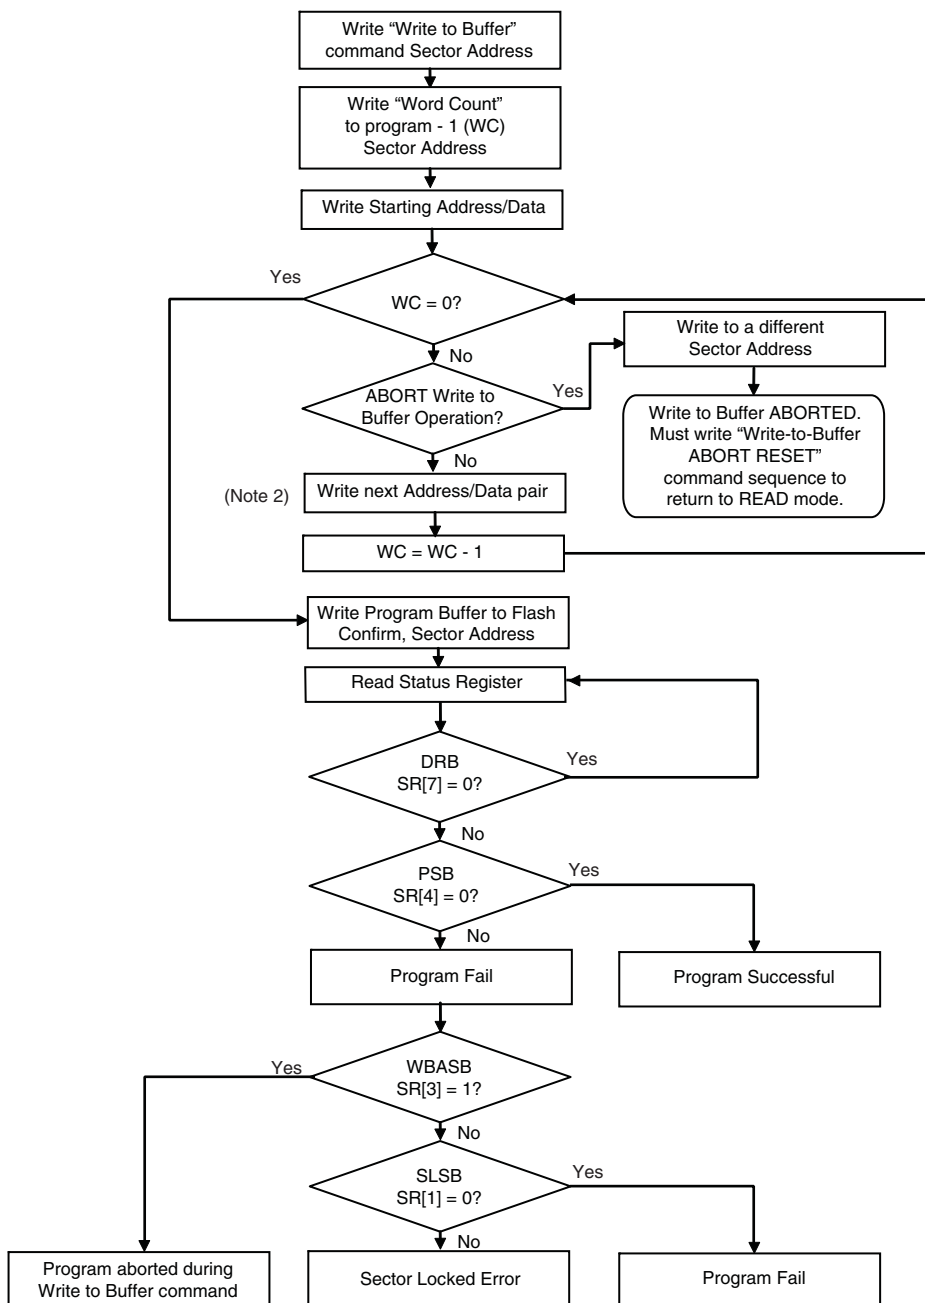 Write “Write to Buffer”
command Sector Address
Write “Word Count”
to program - 1 (WC)
Sector Address
Write Starting Address/Data
Yes
WC = 0?
Write to a different
Sector Address
No
ABORT Write to
Buffer Operation?
Yes
Write to Buffer ABORTED.
Must write “Write-to-Buffer
ABORT RESET”
command sequence to
return to READ mode.
No
(Note 2)
Write next Address/Data pair
WC = WC - 1
Write Program Buffer to Flash
Confirm, Sector Address
Read Status Register
DRB
SR[7] = 0?
Yes
No
PSB
SR[4] = 0?
Yes
No
Program Fail
Program Successful
Yes
WBASB
SR[3] = 1?
No
SLSB
SR[1] = 0?
Yes
No
Program aborted during
Write to Buffer command
Sector Locked Error
Program Fail